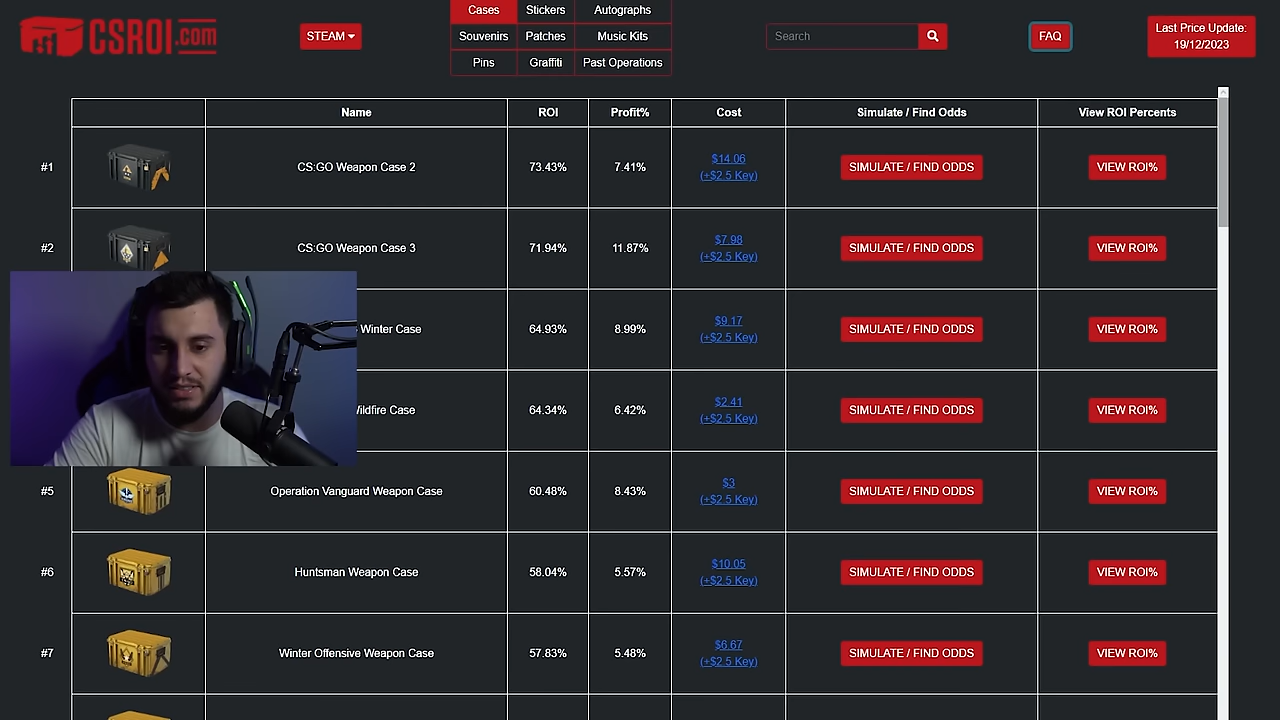 CSROI.com
STEAM
Cases Stickers Autographs
Souvenirs Patches Music Kits
Pins Graffiti Past Operations
Search
FAQ
Last Price Update:
19/12/2023
Name ROI Profit% Cost Simulate / Find Odds View ROI Percents
#1 CS:GO Weapon Case 2 73.43% 7.41% $14.06 (+$2.5 Key) SIMULATE / FIND ODDS VIEW ROI%
#2 CS:GO Weapon Case 3 71.94% 11.87% $7.98 (+$2.5 Key) SIMULATE / FIND ODDS VIEW ROI%
Winter Case 64.93% 8.99% $9.17 (+$2.5 Key) SIMULATE / FIND ODDS VIEW ROI%
Wildfire Case 64.34% 6.42% $2.41 (+$2.5 Key) SIMULATE / FIND ODDS VIEW ROI%
#5 Operation Vanguard Weapon Case 60.48% 8.43% $3 (+$2.5 Key) SIMULATE / FIND ODDS VIEW ROI%
#6 Huntsman Weapon Case 58.04% 5.57% $10.05 (+$2.5 Key) SIMULATE / FIND ODDS VIEW ROI%
#7 Winter Offensive Weapon Case 57.83% 5.48% $6.67 (+$2.5 Key) SIMULATE / FIND ODDS VIEW ROI%